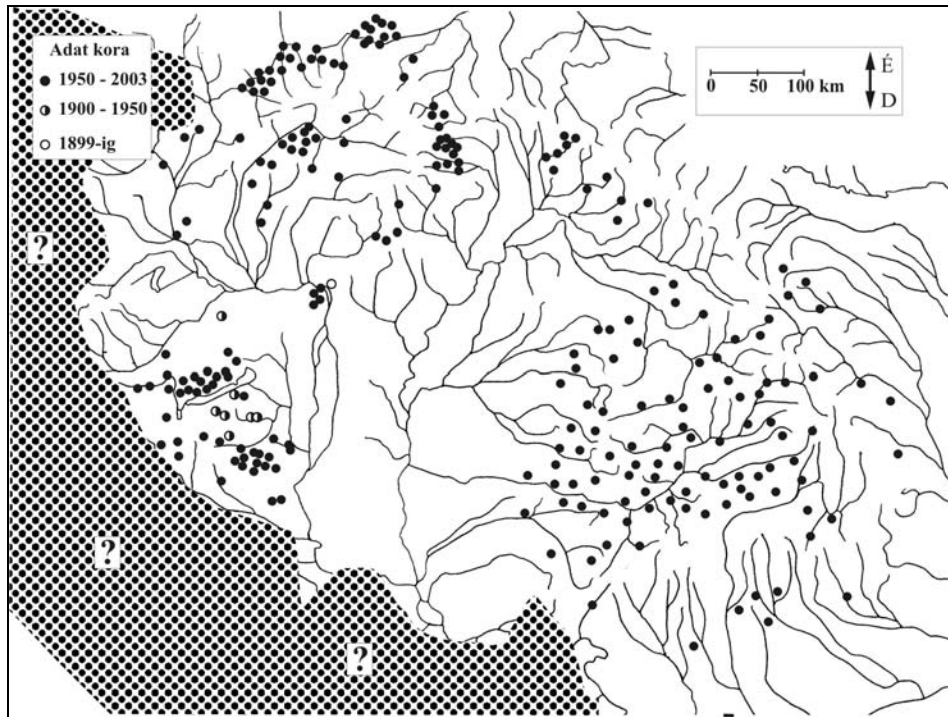 Adat kora
1950 - 2003
1900 - 1950
1899-ig
0 50 100 km
É
D
?
?
?